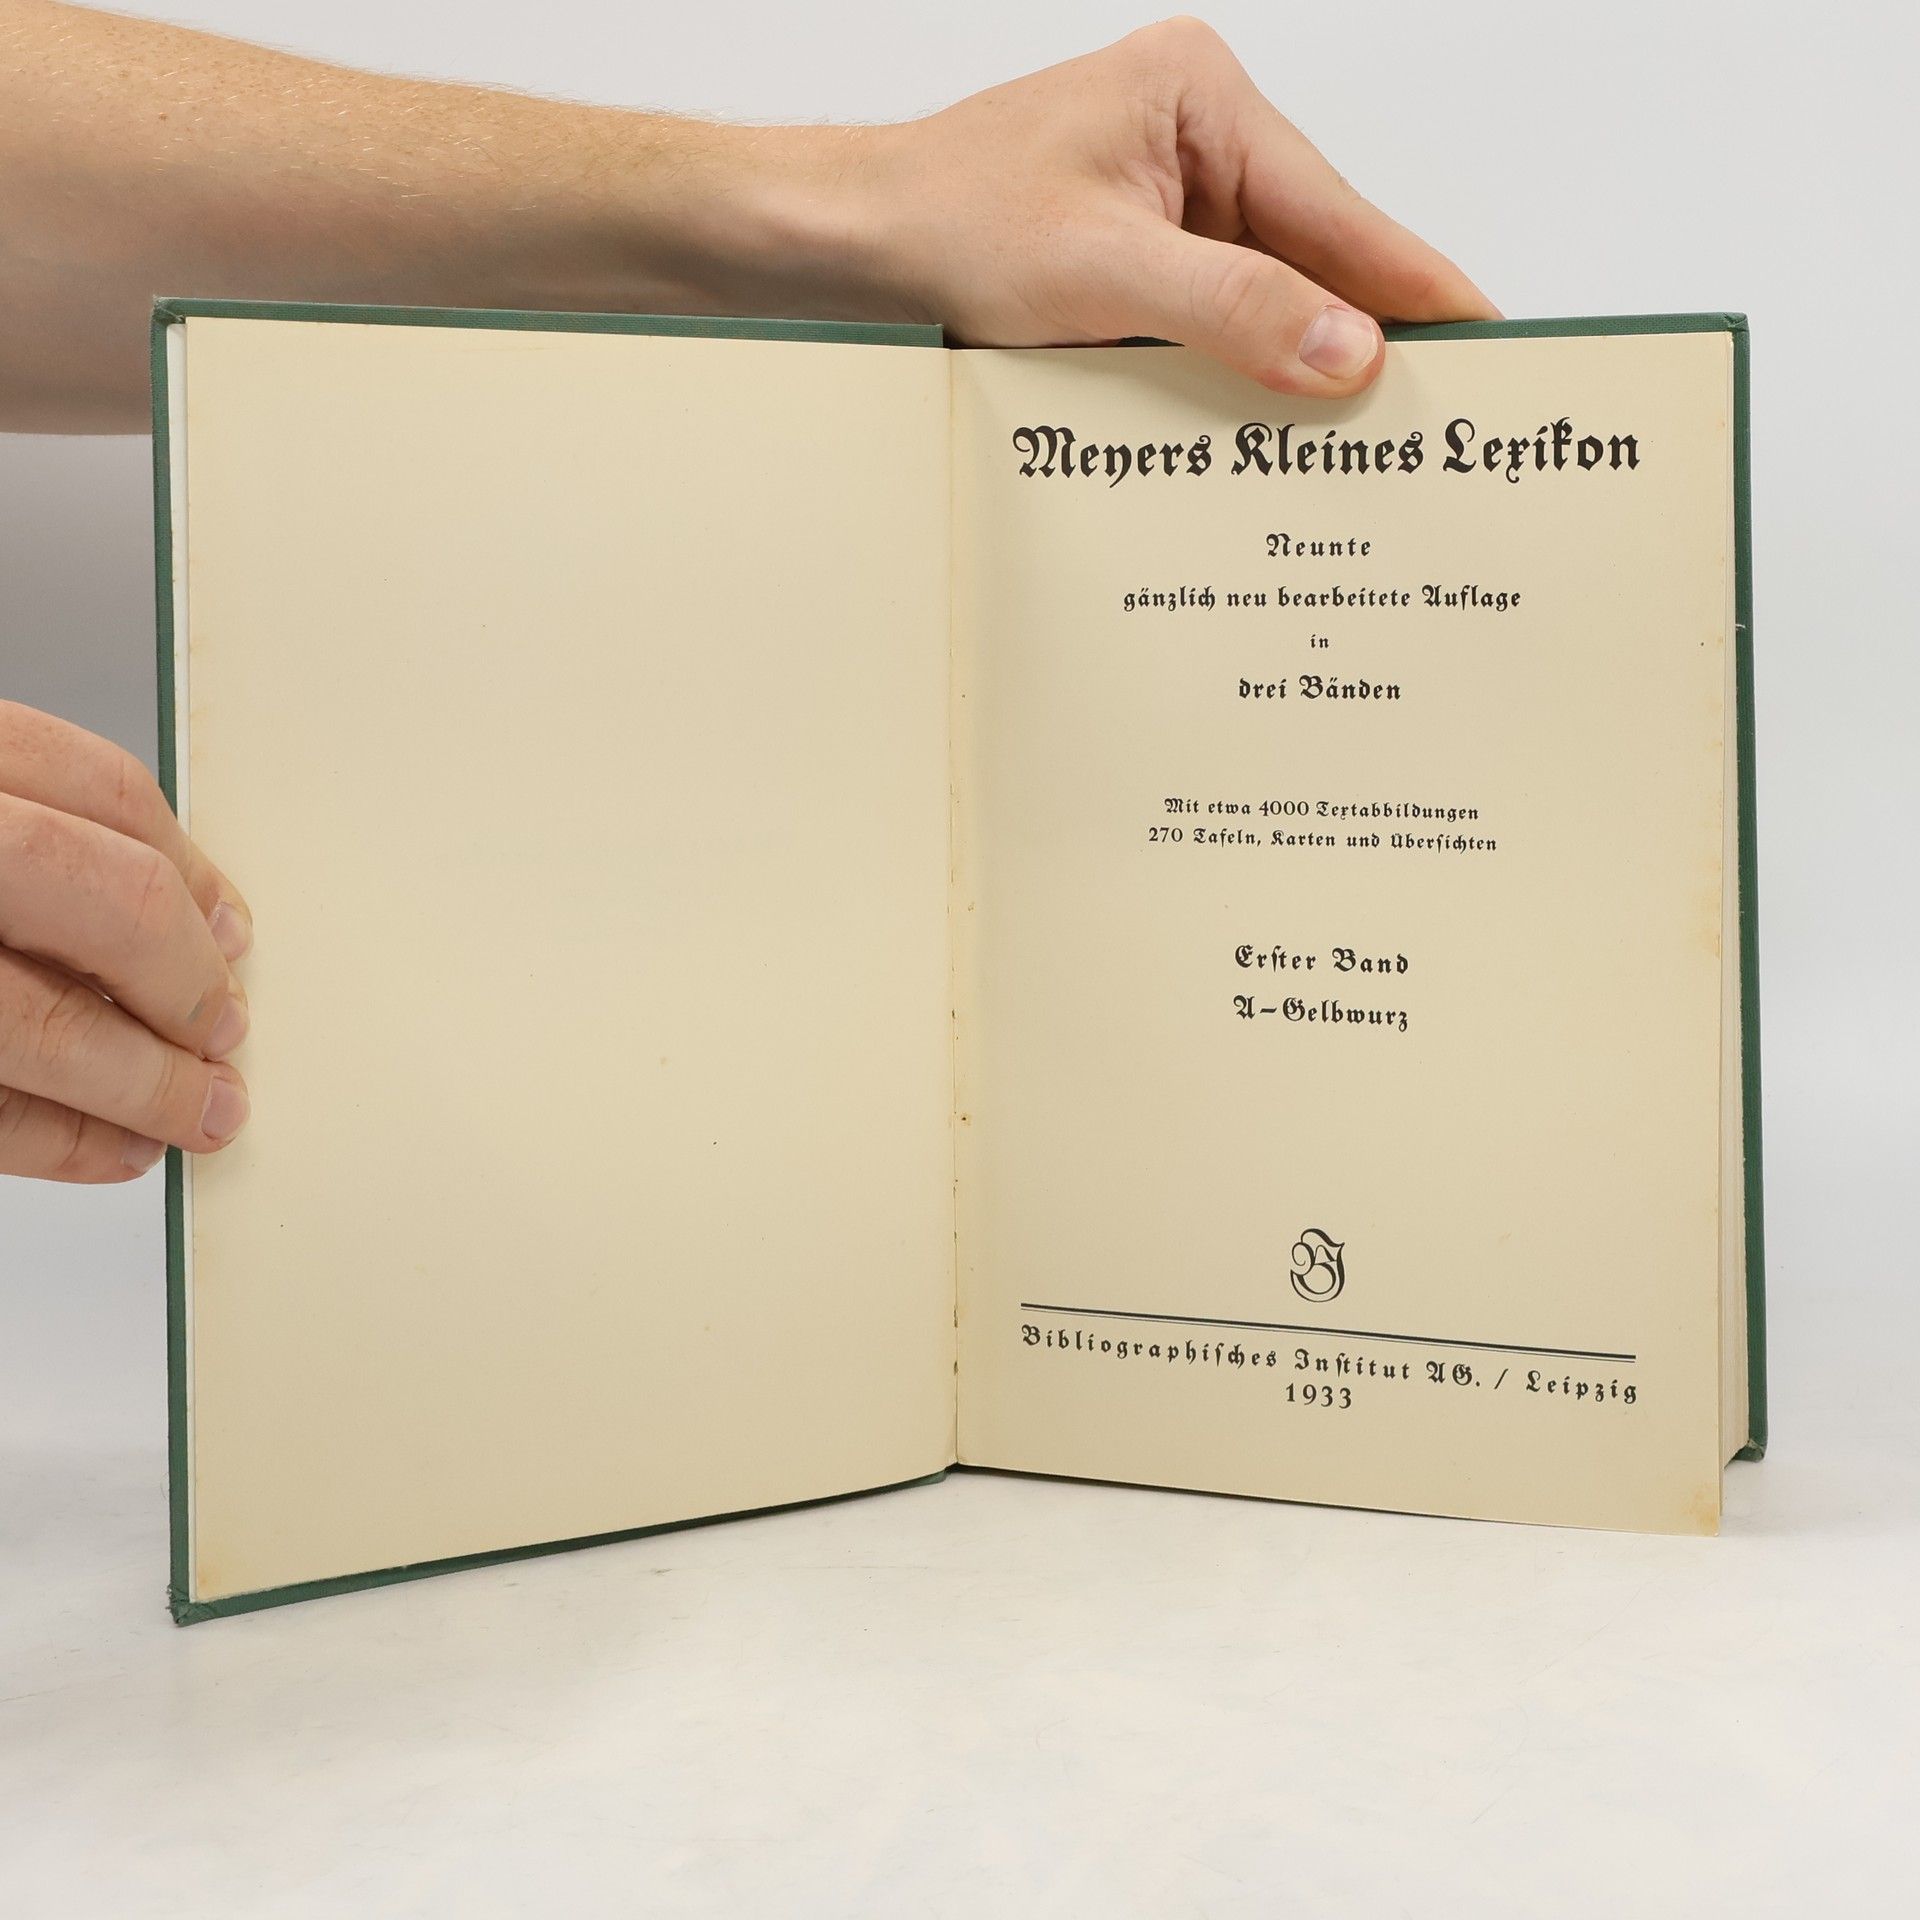 Meyers Kleines Lexikon
Neunte
gänzlich neu bearbeitete Auflage
in
drei Bänden
Mit etwa 4000 Textabbildungen
270 Tafeln, Karten und Überſichten
Erſter Band
A–Gelbwurz
BJ
Bibliographiſches Inſtitut AG. / Leipzig
1933